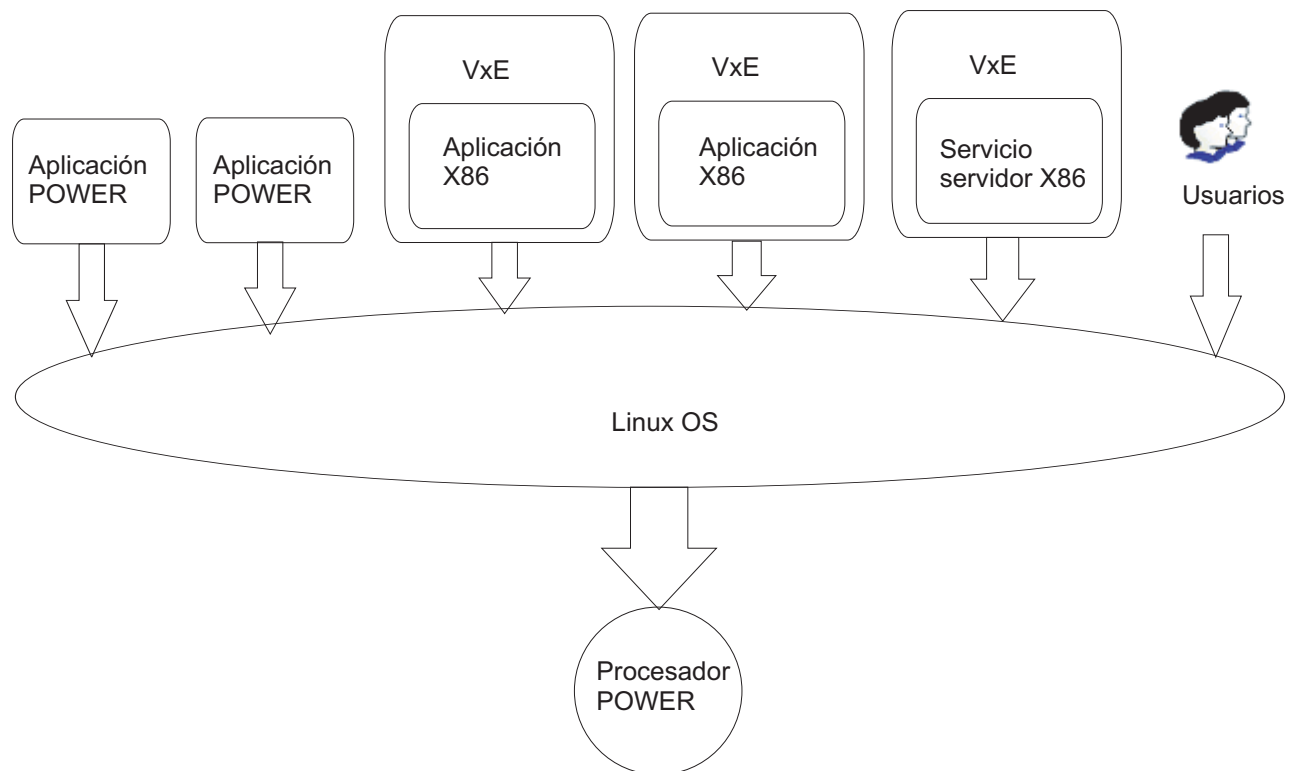 VxE
VxE
VxE
Aplicación
POWER
Aplicación
POWER
Aplicación
X86
Aplicación
X86
Servicio
servidor X86
Usuarios
Linux OS
Procesador
POWER